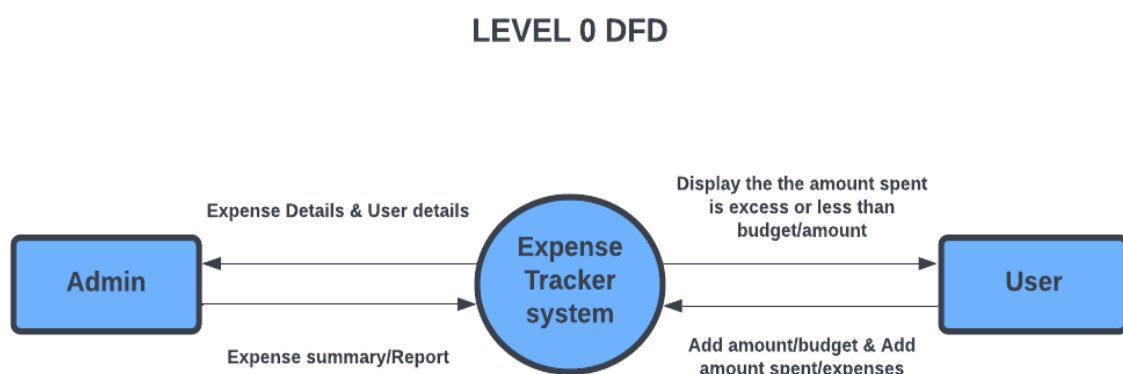 LEVEL 0 DFD
Expense Details & User details
Display the the amount spent
is excess or less than
budget/amount
Admin
Expense
Tracker
system
User
Expense summary/Report
Add amount/budget & Add
amount spent/expenses